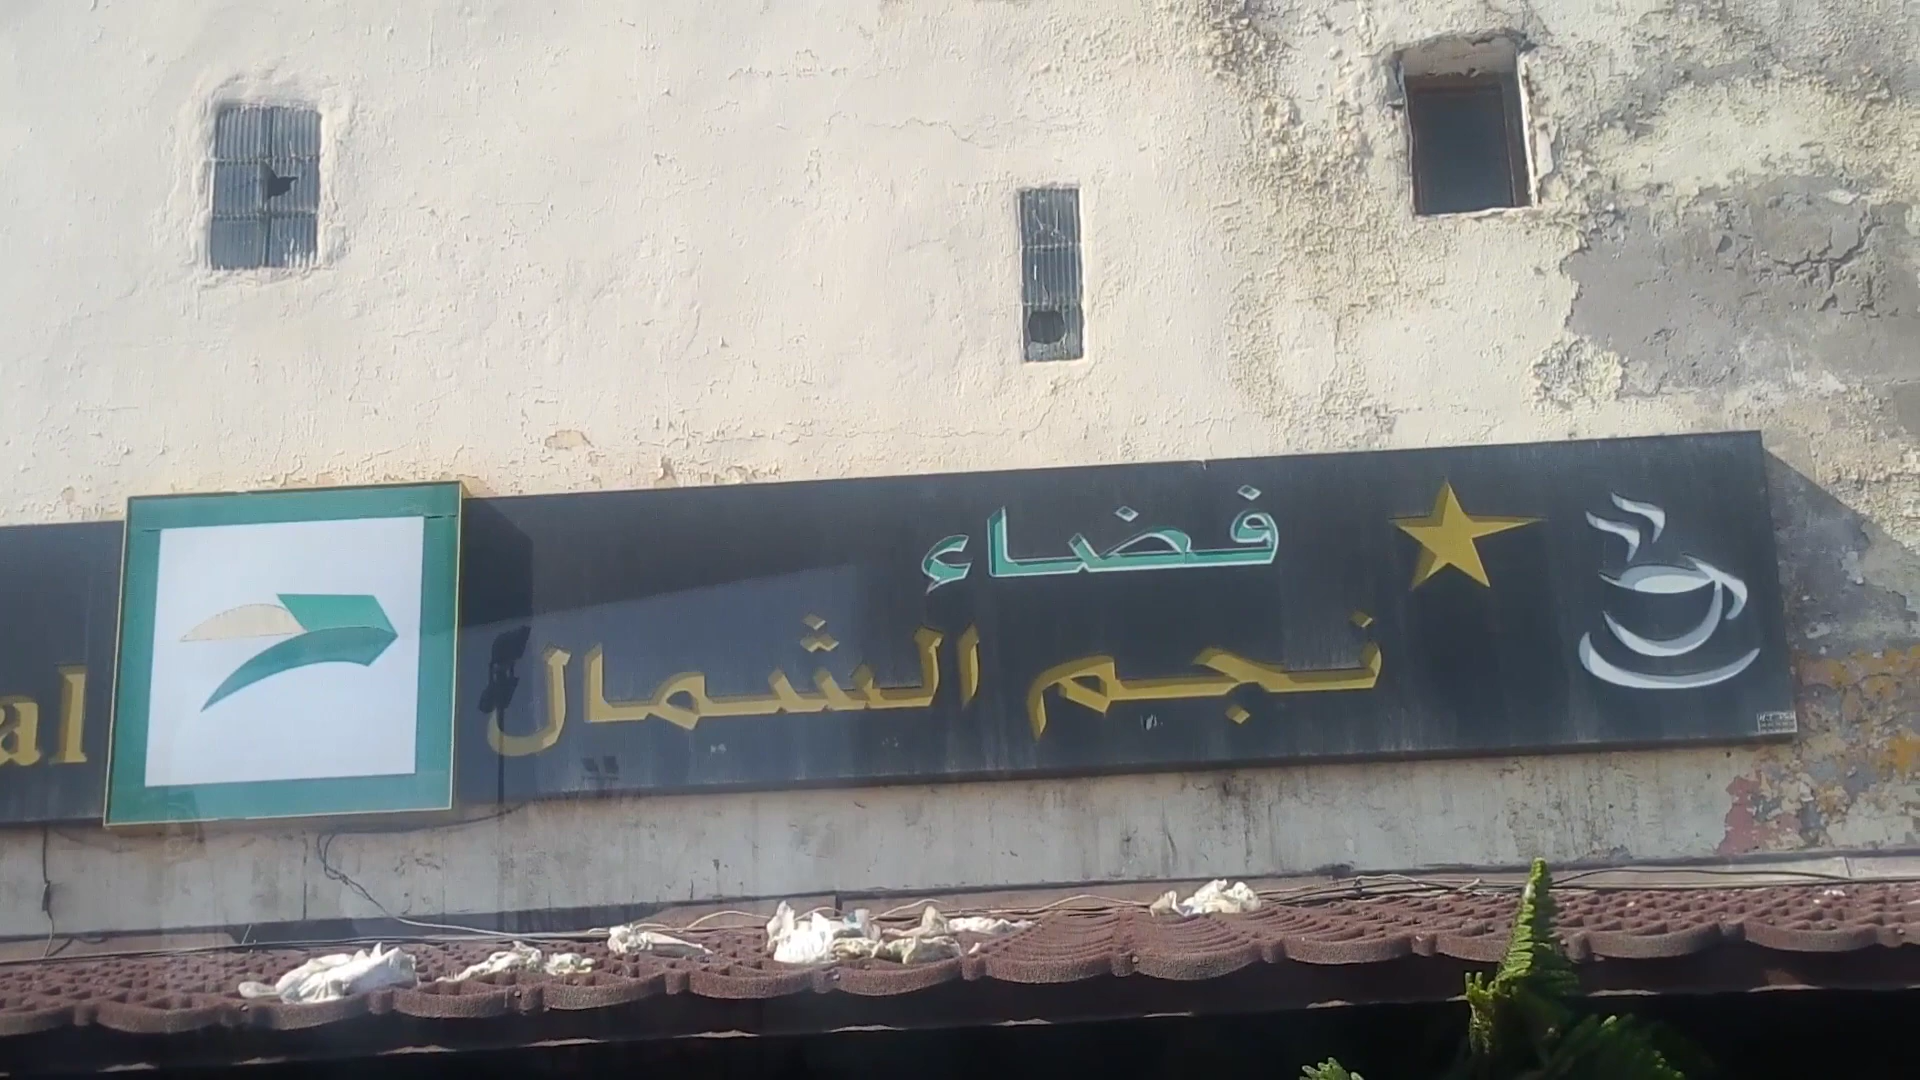 فضاء
نجم الشمال
al